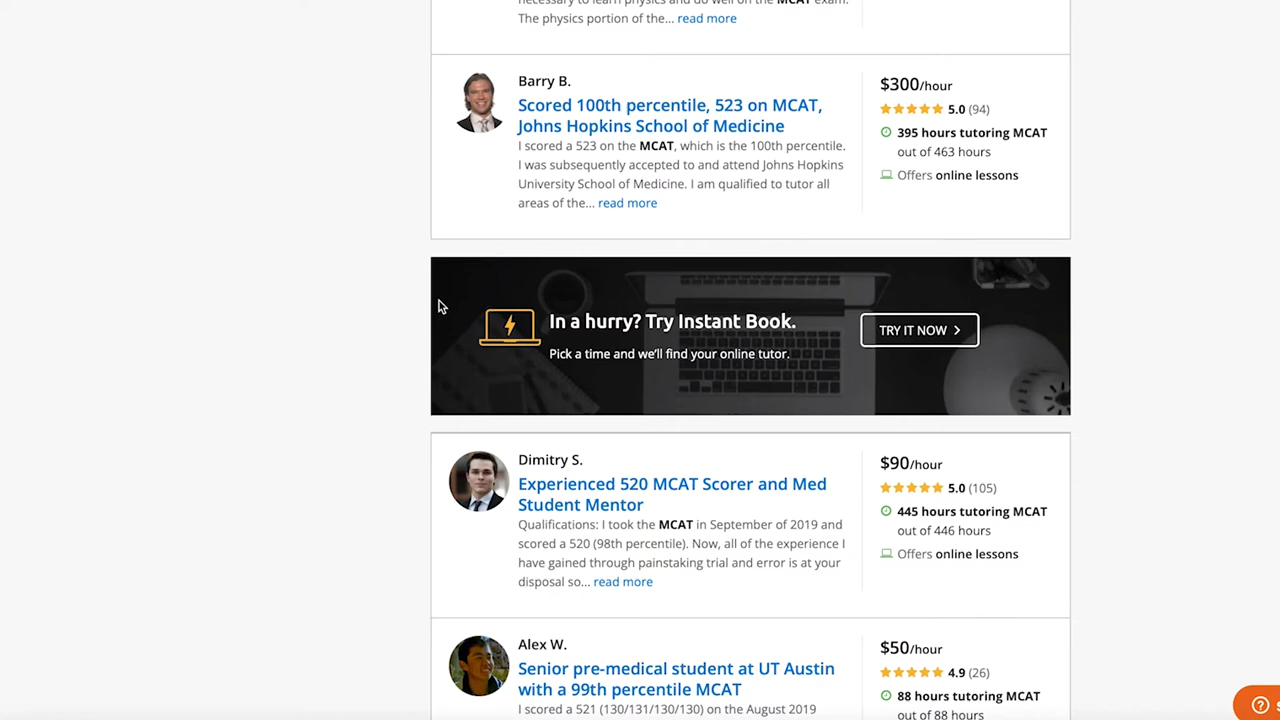 necessary to learn physics and do well on the MCAT exam.
The physics portion of the... read more
Barry B.
Scored 100th percentile, 523 on MCAT,
Johns Hopkins School of Medicine
I scored a 523 on the MCAT, which is the 100th percentile.
I was subsequently accepted to and attend Johns Hopkins
University School of Medicine. I am qualified to tutor all
areas of the... read more
$300/hour
5.0 (94)
395 hours tutoring MCAT
out of 463 hours
Offers online lessons
In a hurry? Try Instant Book.
Pick a time and we'll find your online tutor.
TRY IT NOW
Dimitry S.
Experienced 520 MCAT Scorer and Med
Student Mentor
Qualifications: I took the MCAT in September of 2019 and
scored a 520 (98th percentile). Now, all of the experience I
have gained through painstaking trial and error is at your
disposal so... read more
$90/hour
5.0 (105)
445 hours tutoring MCAT
out of 446 hours
Offers online lessons
Alex W.
Senior pre-medical student at UT Austin
with a 99th percentile MCAT
I scored a 521 (130/131/130/130) on the August 2019
$50/hour
4.9 (26)
88 hours tutoring MCAT
out of 88 hours